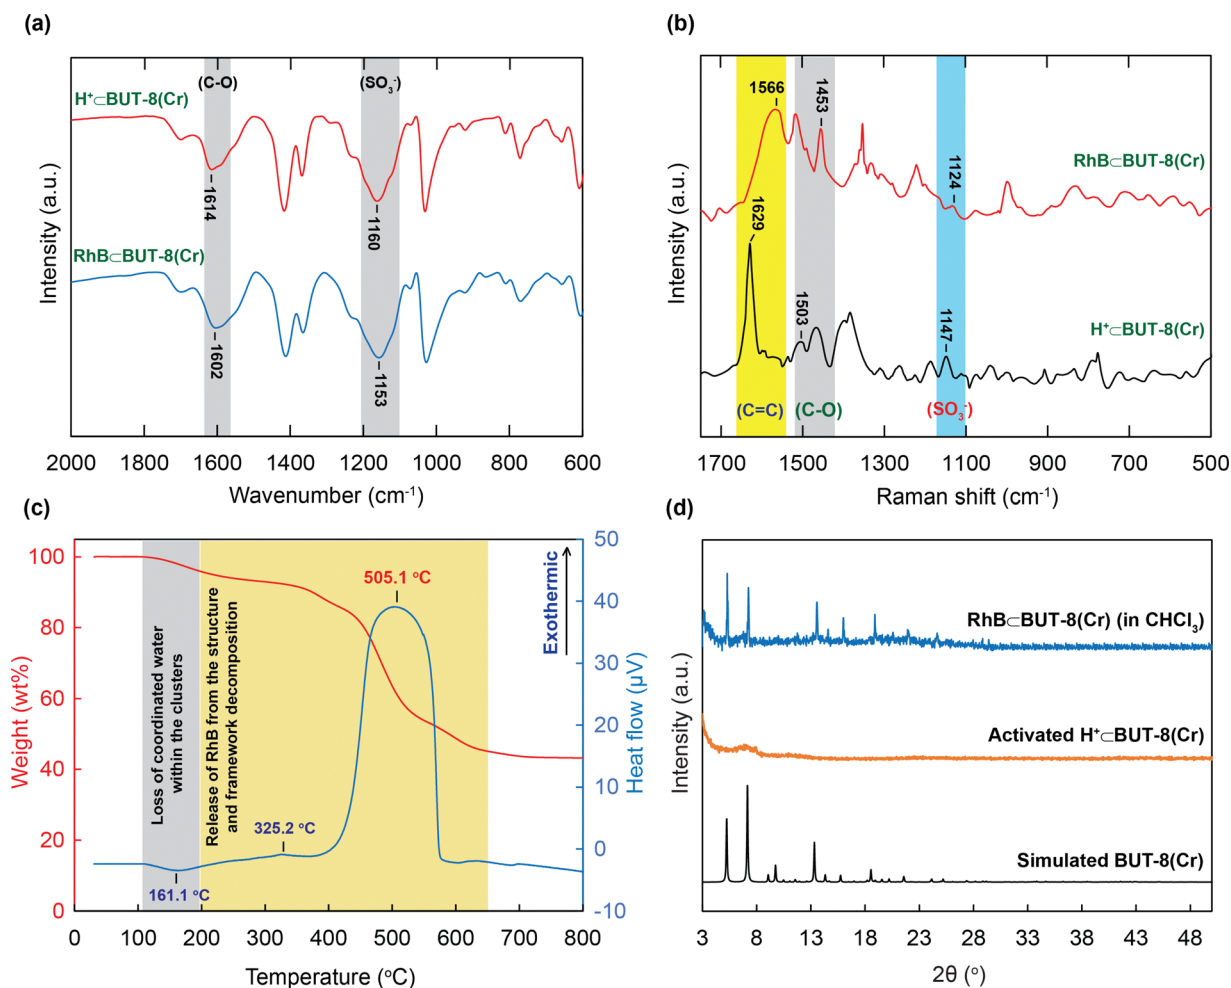 (a)
(C-O)
(SO₃⁻)
H⁺⊂BUT-8(Cr)
1614
1160
RhB⊂BUT-8(Cr)
1602
1153
Intensity (a.u.)
2000 1800 1600 1400 1200 1000 800 600
Wavenumber (cm⁻¹)
(b)
1566
1453
RhB⊂BUT-8(Cr)
1124
1629
1503
1147
H⁺⊂BUT-8(Cr)
(C=C)
(C-O)
(SO₃⁻)
Intensity (a.u.)
1700 1500 1300 1100 900 700 500
Raman shift (cm⁻¹)
(c)
100
80
60
40
20
0
Weight (wt%)
50
40
30
20
10
0
-10
Heat flow (µV)
Exothermic
505.1 °C
325.2 °C
161.1 °C
Loss of coordinated water
within the clusters
Release of RhB from the structure
and framework decomposition
0 100 200 300 400 500 600 700 800
Temperature (°C)
(d)
RhB⊂BUT-8(Cr) (in CHCl₃)
Activated H⁺⊂BUT-8(Cr)
Simulated BUT-8(Cr)
Intensity (a.u.)
3 8 13 18 23 28 33 38 43 48
2θ (°)